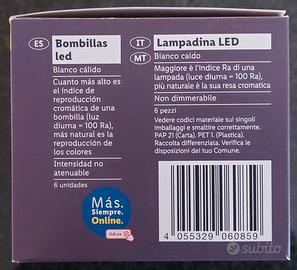 ES
Bombillas
led
Blanco cálido
Cuanto más alto es
el índice de
reproducción
cromática de una
bombilla (luz
diurna = 100 Ra),
más natural es la
reproducción de
los colores
Intensidad no
atenuable
6 unidades
Más.
Siempre.
Online.
lidl.es
IT
MT
Lampadina LED
Bianco caldo
Maggiore è l'indice Ra di una
lampada (luce diurna = 100 Ra),
più naturale è la sua resa cromatica
Non dimmerabile
6 pezzi
Vedere codici materiale sui singoli
imballaggi e smaltire correttamente.
PAP 21 (Carta). PET 1. (Plastica).
Raccolta differenziata. Verifica le
disposizioni del tuo Comune.
4 055329 060859
subito